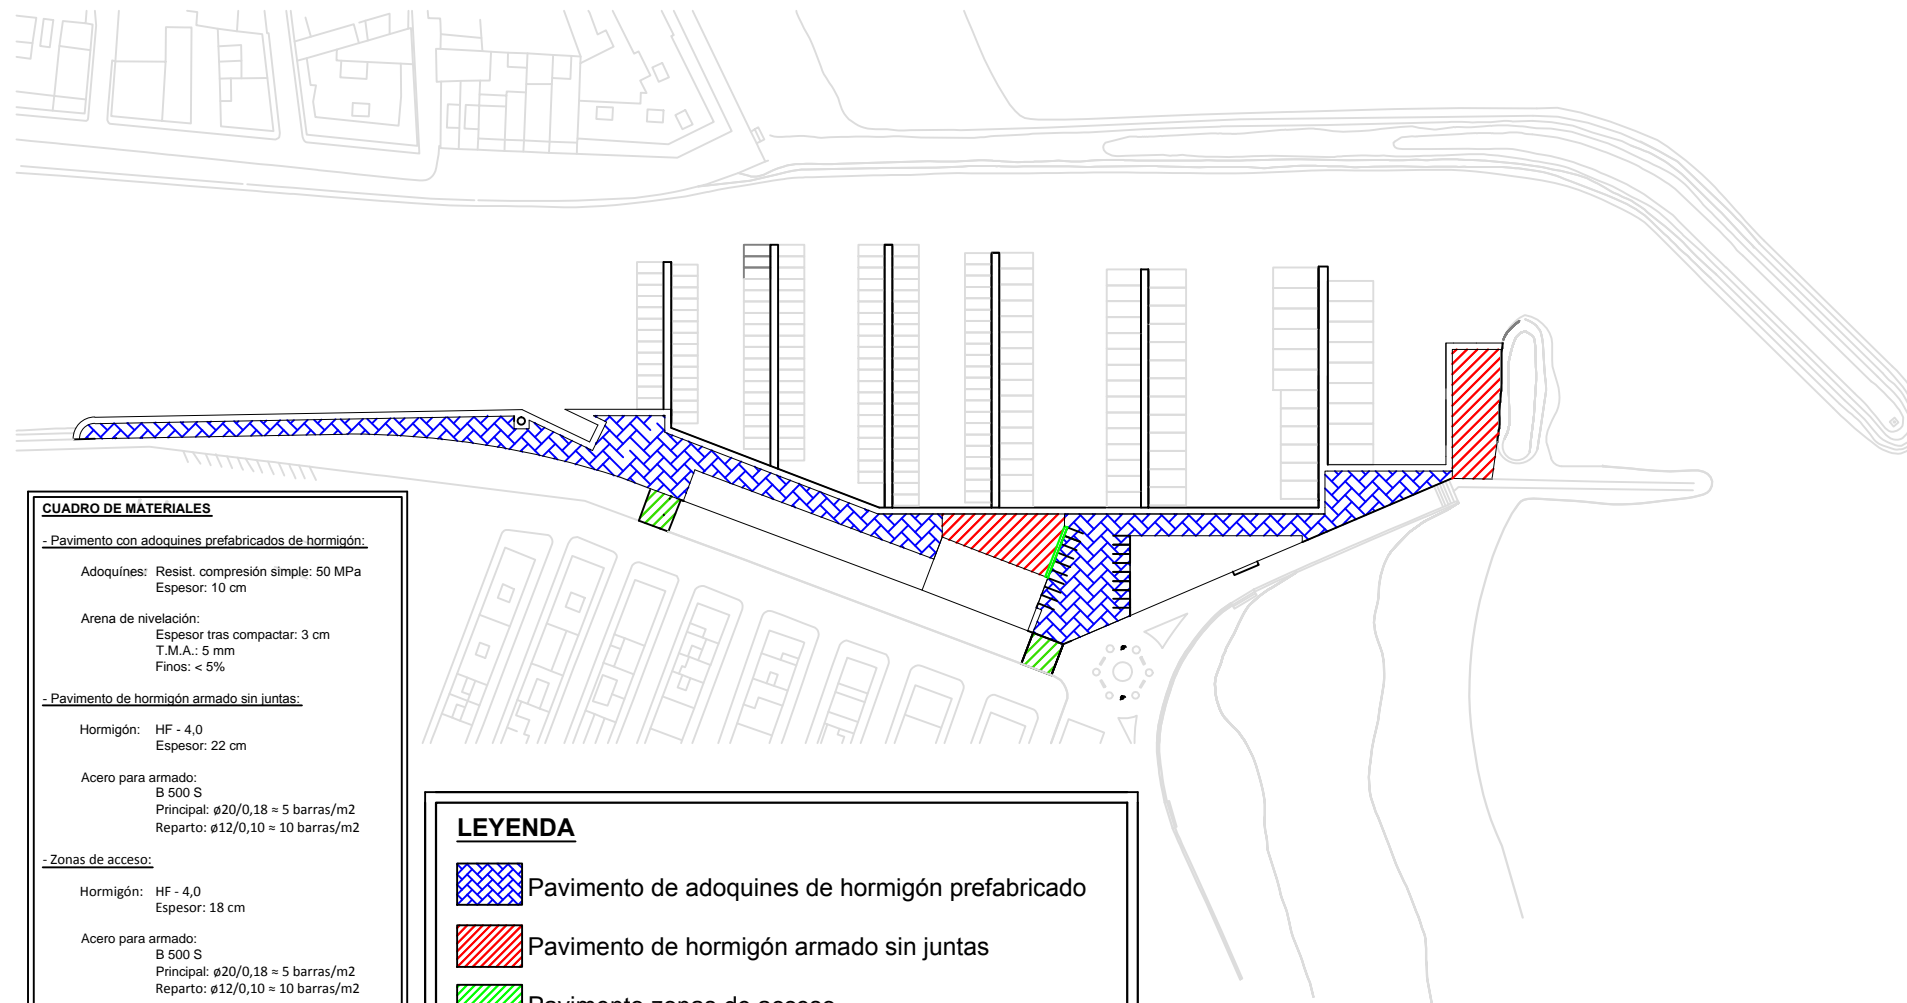 CUADRO DE MATERIALES
- Pavimento con adoquines prefabricados de hormigón:
Adoquínes: Resist. compresión simple: 50 MPa
Espesor: 10 cm
Arena de nivelación:
Espesor tras compactar: 3 cm
T.M.A.: 5 mm
Finos: < 5%
- Pavimento de hormigón armado sin juntas:
Hormigón: HF - 4,0
Espesor: 22 cm
Acero para armado:
B 500 S
Principal: ø20/0,18 ≈ 5 barras/m2
Reparto: ø12/0,10 ≈ 10 barras/m2
- Zonas de acceso:
Hormigón: HF - 4,0
Espesor: 18 cm
Acero para armado:
B 500 S
Principal: ø20/0,18 ≈ 5 barras/m2
Reparto: ø12/0,10 ≈ 10 barras/m2
LEYENDA
Pavimento de adoquines de hormigón prefabricado
Pavimento de hormigón armado sin juntas
Pavimento zonas de acceso